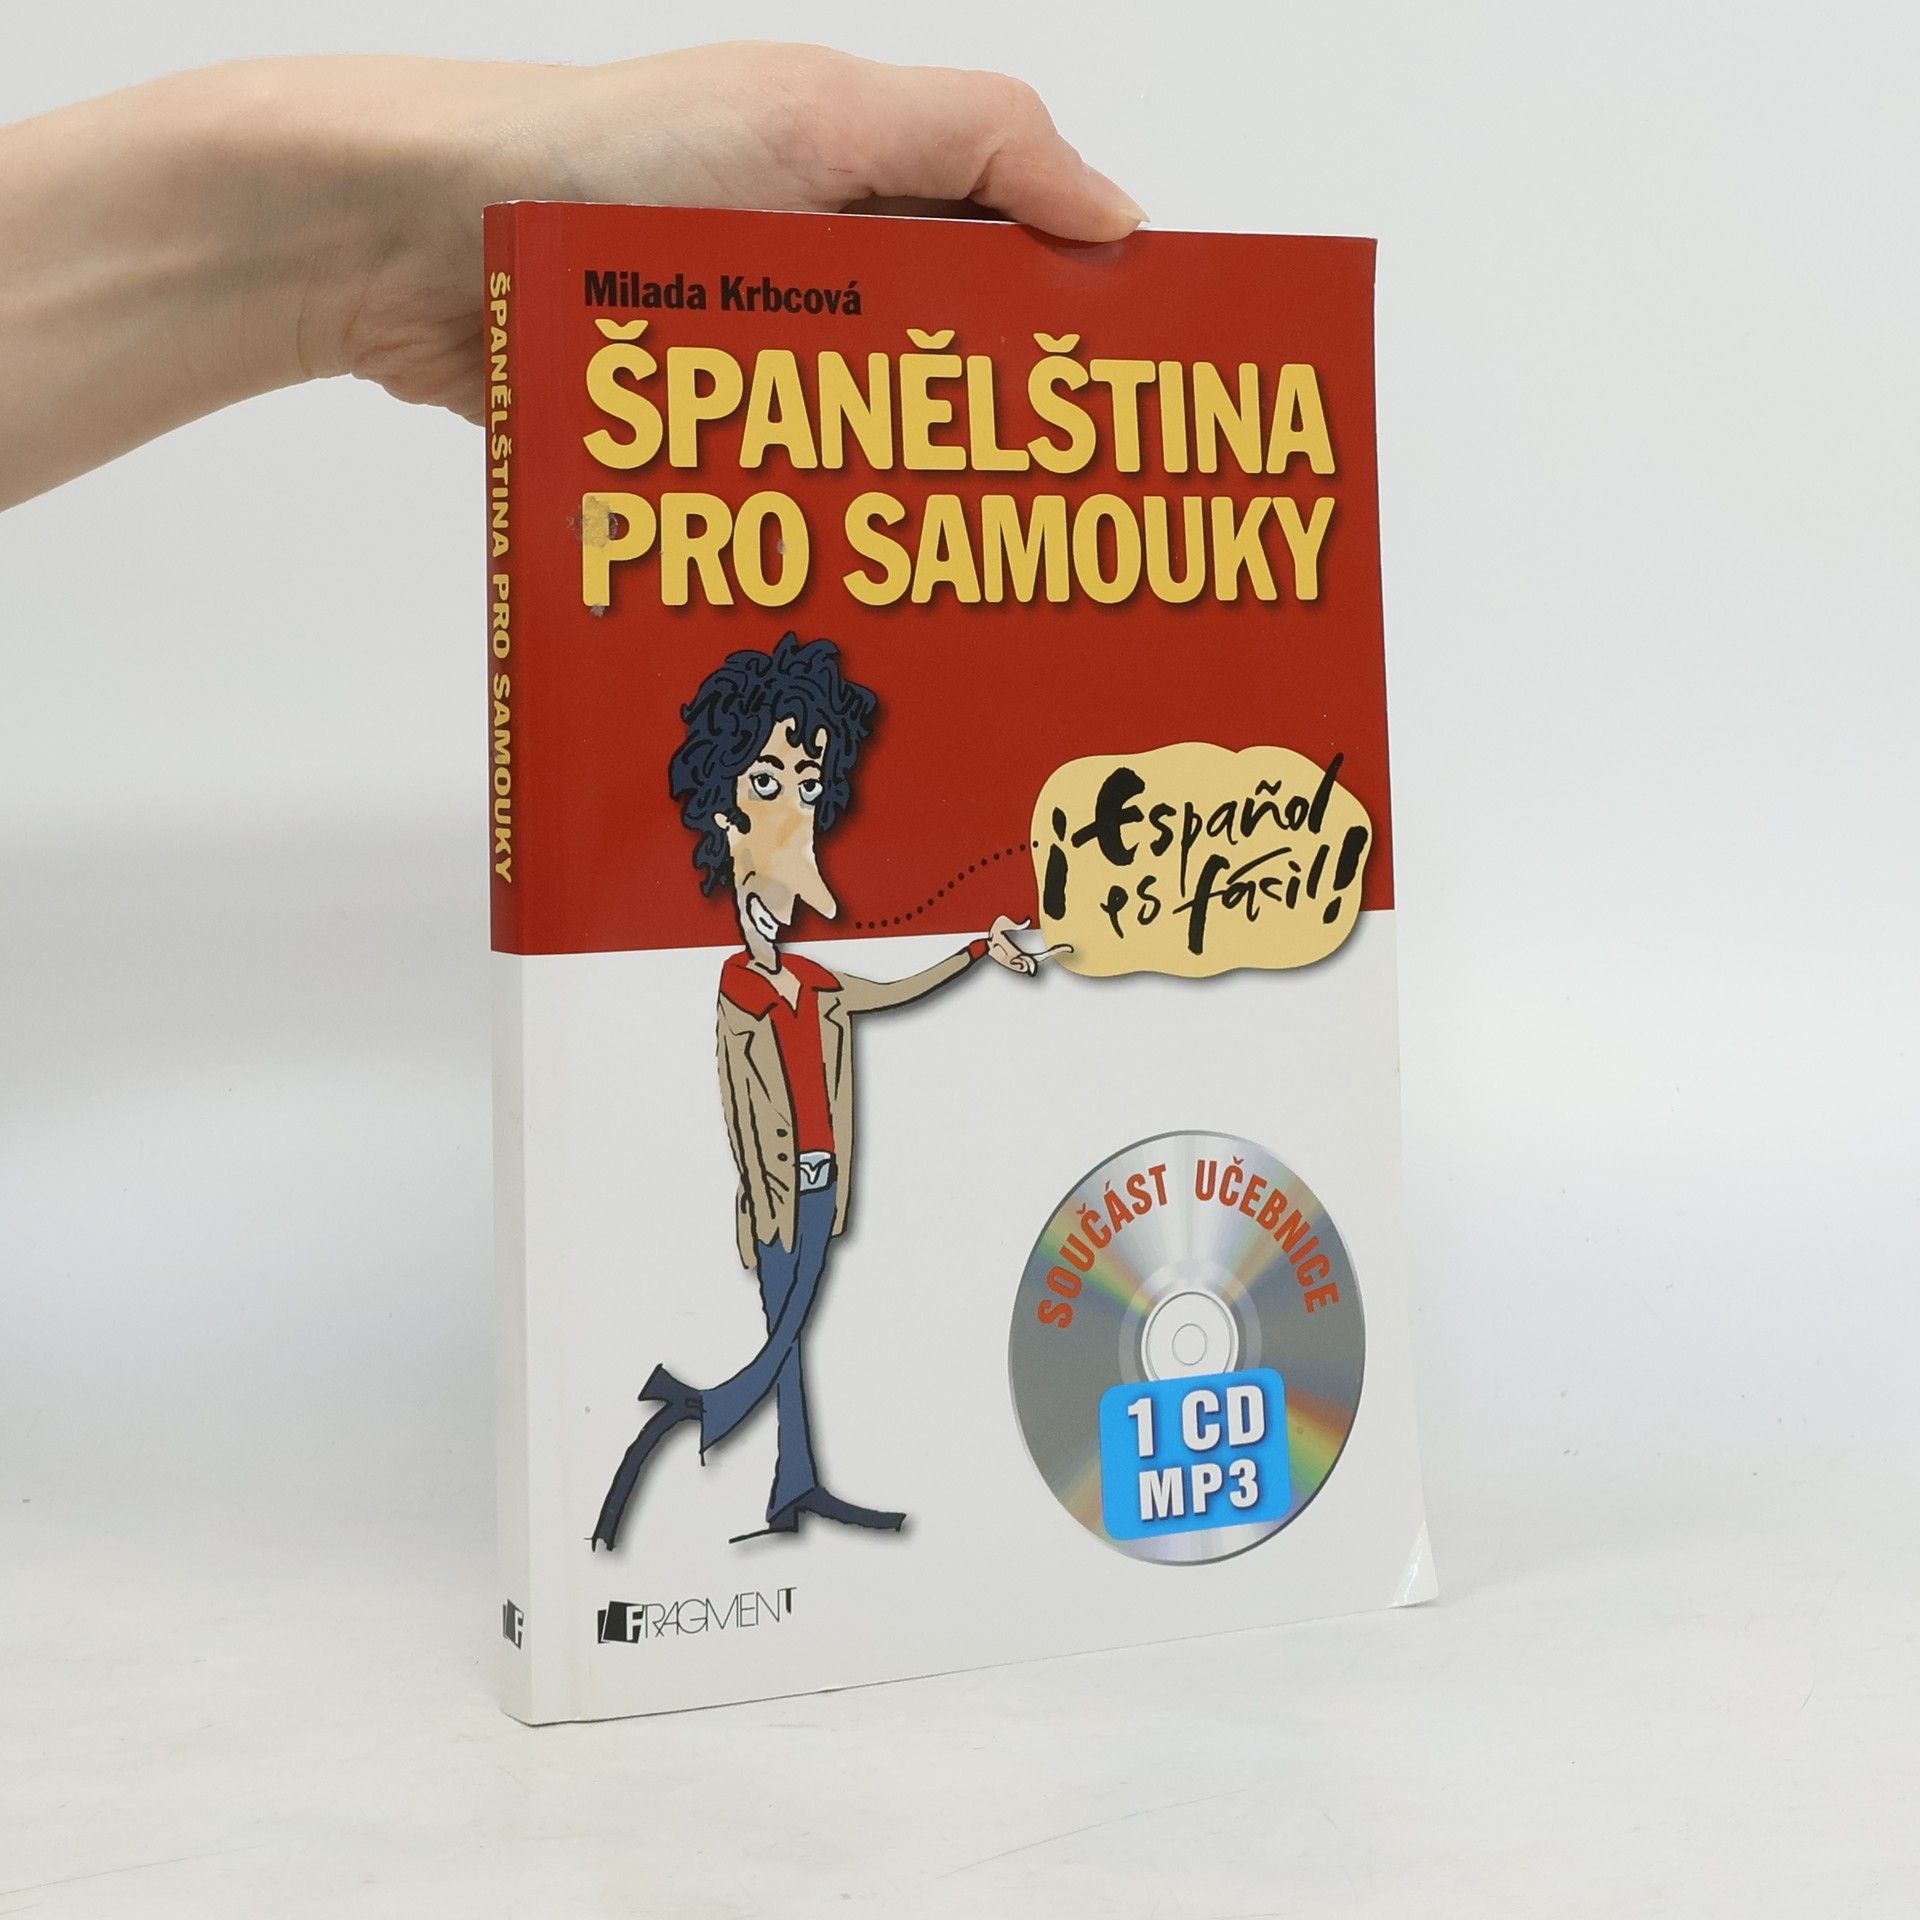 ŠPANĚLŠTINA PRO SAMOUKY
Milada Krbcová
ŠPANĚLŠTINA
PRO SAMOUKY
¡Español
es fácil!
SOUČÁST UČEBNICE
1 CD
MP3
F
FRAGMENT